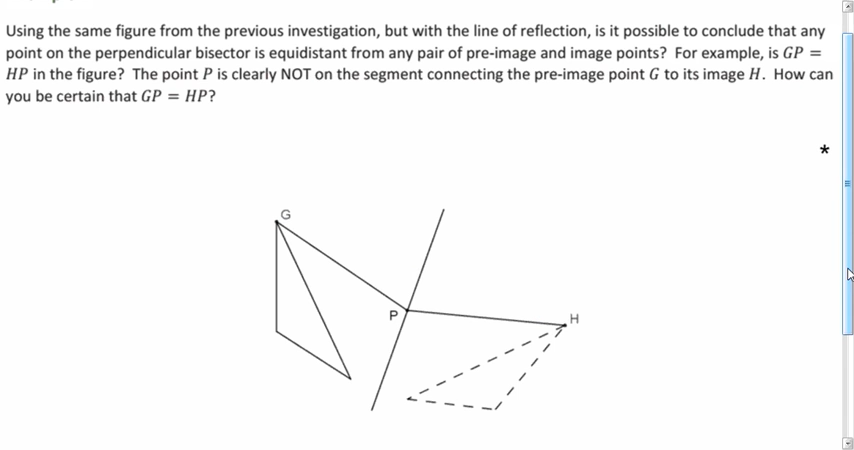 Using the same figure from the previous investigation, but with the line of reflection, is it possible to conclude that any
point on the perpendicular bisector is equidistant from any pair of pre-image and image points? For example, is GP =
HP in the figure? The point P is clearly NOT on the segment connecting the pre-image point G to its image H. How can
you be certain that GP = HP?
*
G
P
H